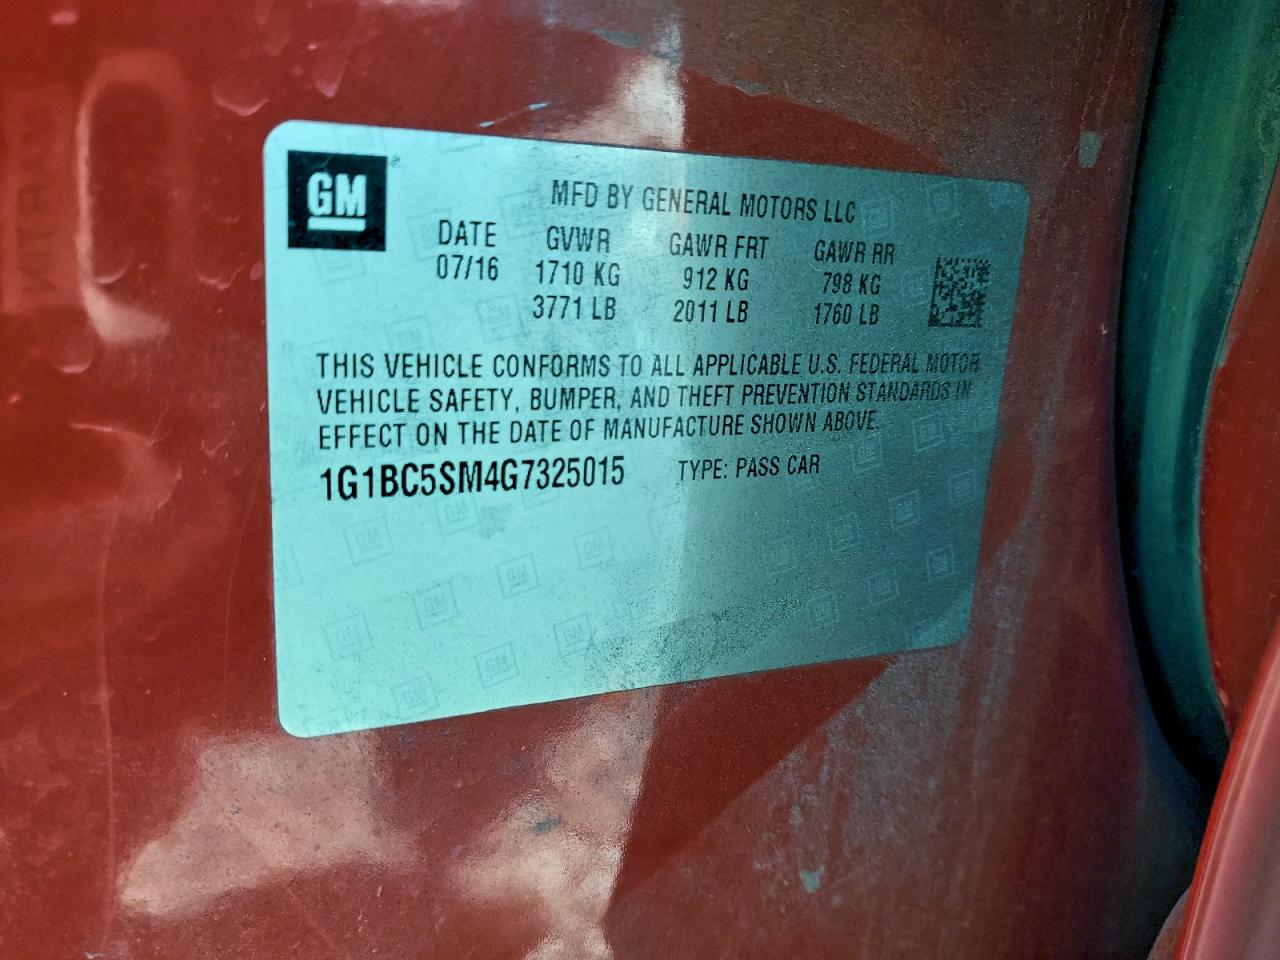 GM
MFD BY GENERAL MOTORS LLC
DATE GVWR GAWR FRT GAWR RR
07/16 1710 KG 912 KG 798 KG
3771 LB 2011 LB 1760 LB
THIS VEHICLE CONFORMS TO ALL APPLICABLE U.S. FEDERAL MOTOR
VEHICLE SAFETY, BUMPER, AND THEFT PREVENTION STANDARDS IN
EFFECT ON THE DATE OF MANUFACTURE SHOWN ABOVE.
1G1BC5SM4G7325015 TYPE: PASS CAR